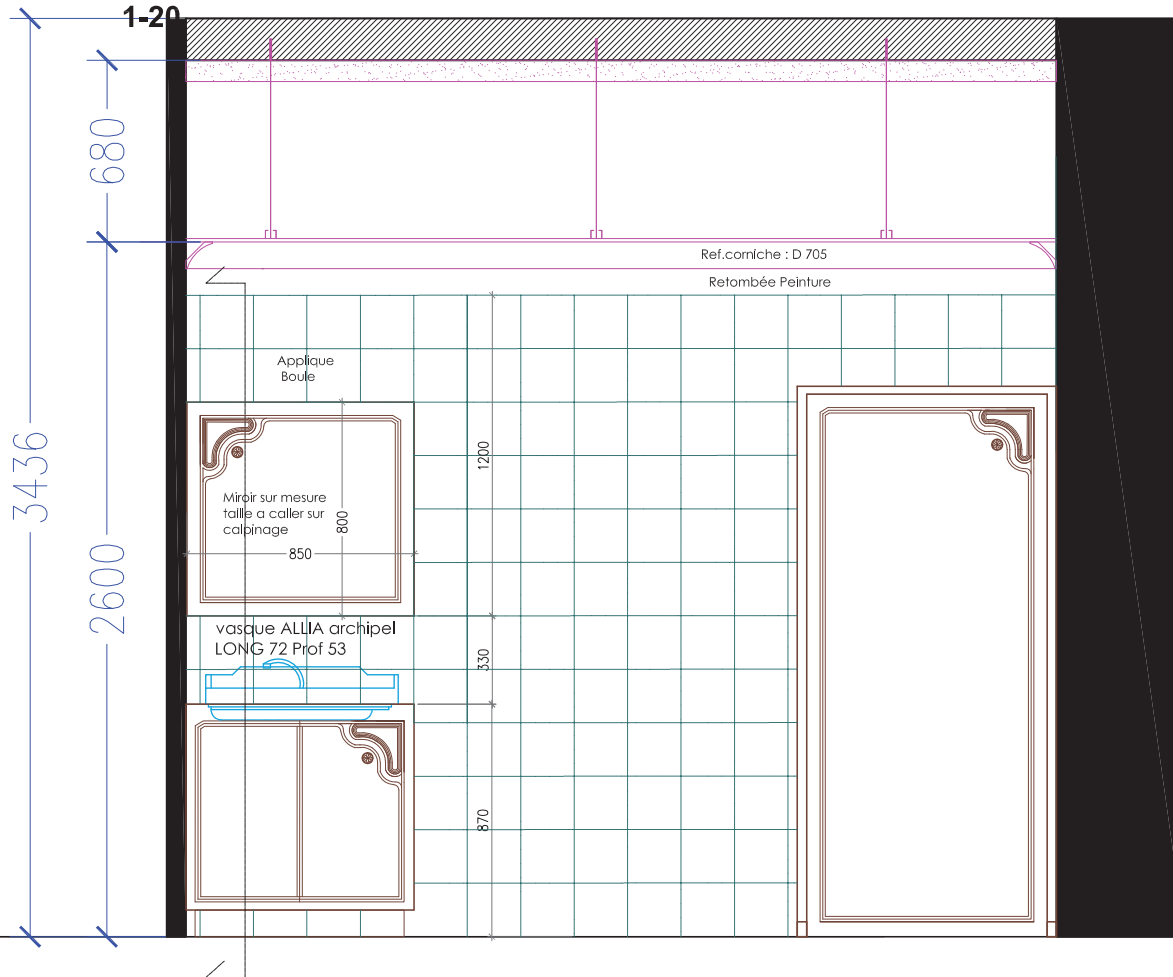 1-20
680
Ref.corniche : D 705
Retombée Peinture
Applique
Boule
3436
1200
Miroir sur mesure
taille a caller sur
calpinage
800
850
2600
vasque ALLIA archipel
LONG 72 Prof 53
330
870